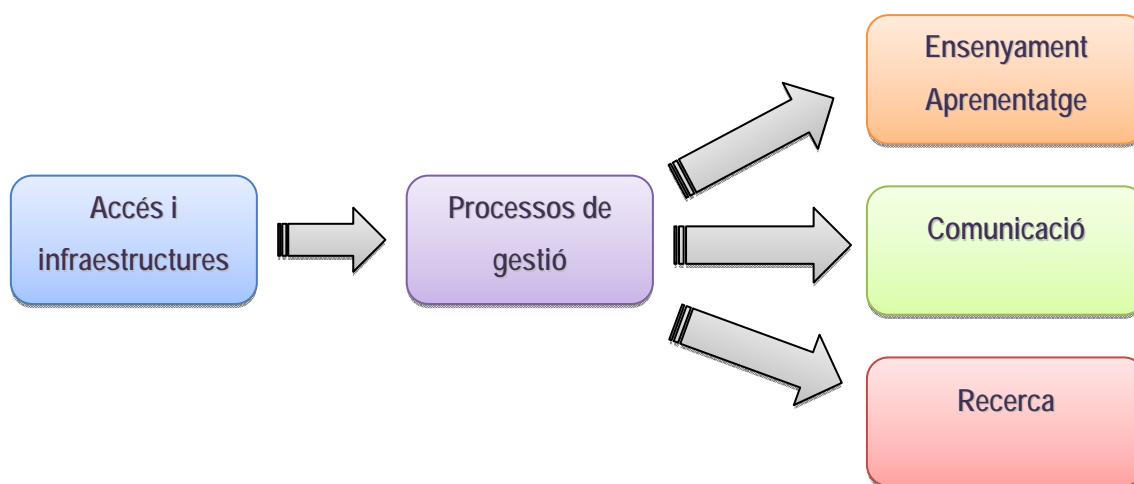 Accés i
infraestructures
Processos de
gestió
Ensenyament
Aprenentatge
Comunicació
Recerca